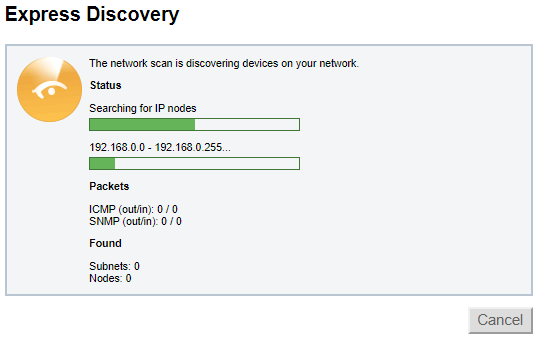 Express Discovery
The network scan is discovering devices on your network.
Status
Searching for IP nodes
192.168.0.0 - 192.168.0.255...
Packets
ICMP (out/in): 0 / 0
SNMP (out/in): 0 / 0
Found
Subnets: 0
Nodes: 0
Cancel